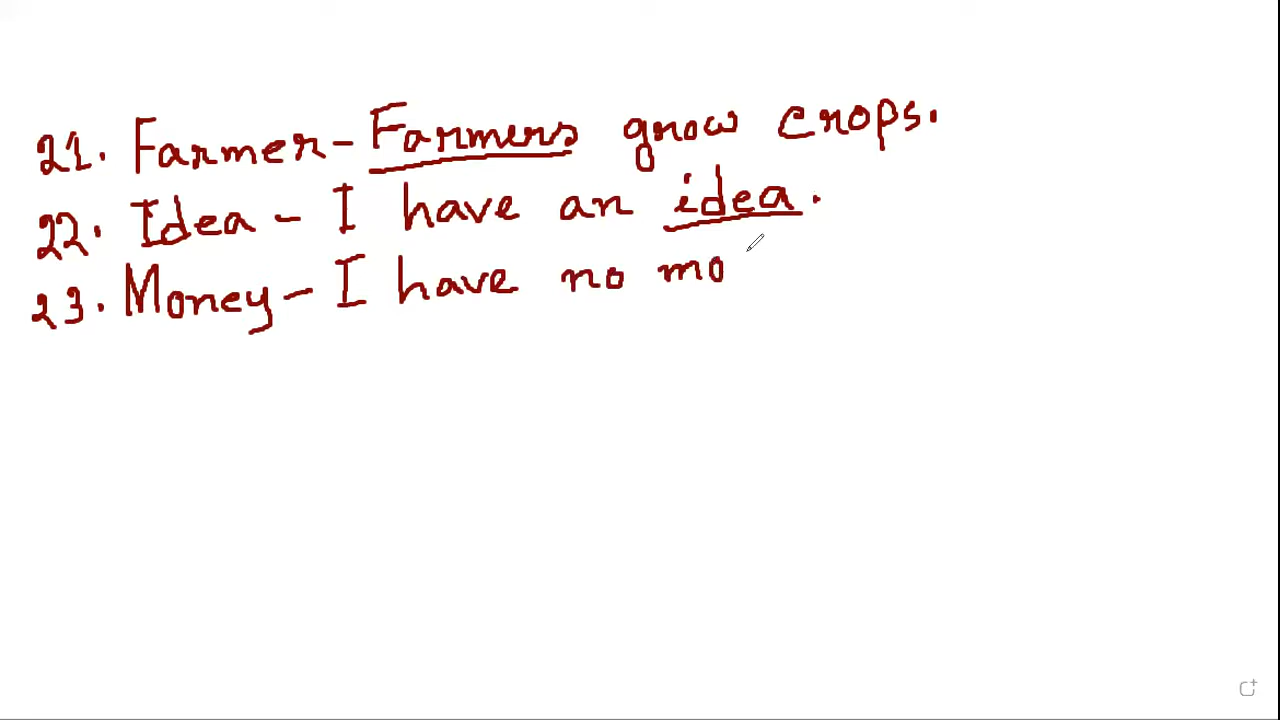 21. Farmer - Farmers grow crops.
22. Idea - I have an idea.
23. Money - I have no mo